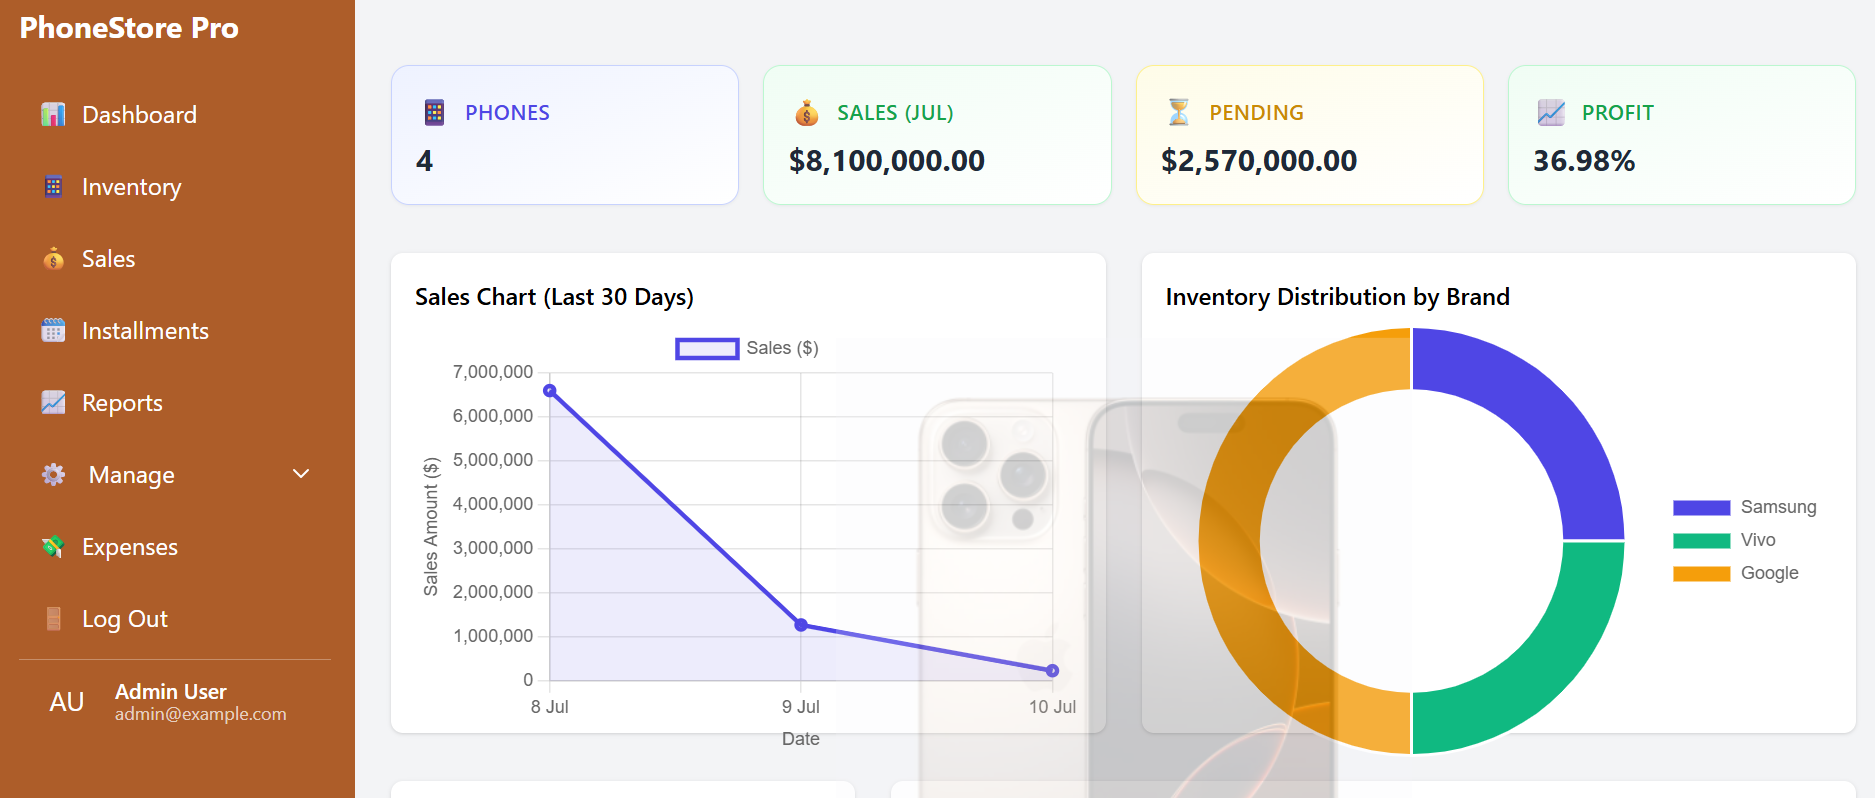 PhoneStore Pro
Dashboard
Inventory
Sales
Installments
Reports
Manage
Expenses
Log Out
AU
Admin User
admin@example.com
PHONES
4
SALES (JUL)
$8,100,000.00
PENDING
$2,570,000.00
PROFIT
36.98%
Sales Chart (Last 30 Days)
Sales ($)
Sales Amount ($)
7,000,000
6,000,000
5,000,000
4,000,000
3,000,000
2,000,000
1,000,000
0
8 Jul
9 Jul
10 Jul
Date
Inventory Distribution by Brand
Samsung
Vivo
Google